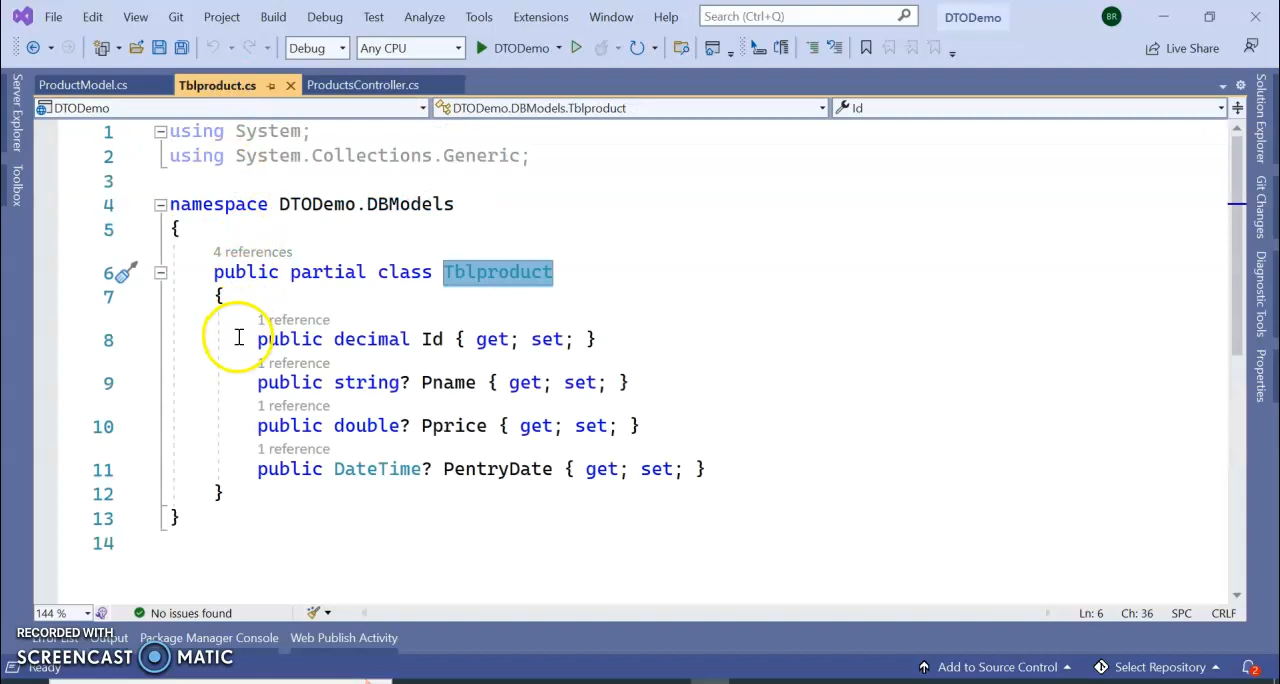 File Edit View Git Project Build Debug Test Analyze Tools Extensions Window Help Search (Ctrl+Q) DTODemo BR
Debug Any CPU DTODemo Live Share
ProductModel.cs Tblproduct.cs ProductsController.cs
DTODemo DTODemo.DBModels.Tblproduct Id
Server Explorer
Toolbox
1 using System;
2 using System.Collections.Generic;
3
4 namespace DTODemo.DBModels
5 {
4 references
6 public partial class Tblproduct
7 {
1 reference
8 public decimal Id { get; set; }
1 reference
9 public string? Pname { get; set; }
1 reference
10 public double? Pprice { get; set; }
1 reference
11 public DateTime? PentryDate { get; set; }
12 }
13 }
14
Solution Explorer
Git Changes
Diagnostic Tools
Properties
144 % No issues found Ln: 6 Ch: 36 SPC CRLF
Error List Output Package Manager Console Web Publish Activity
RECORDED WITH
SCREENCAST MATIC
Ready Add to Source Control Select Repository 2